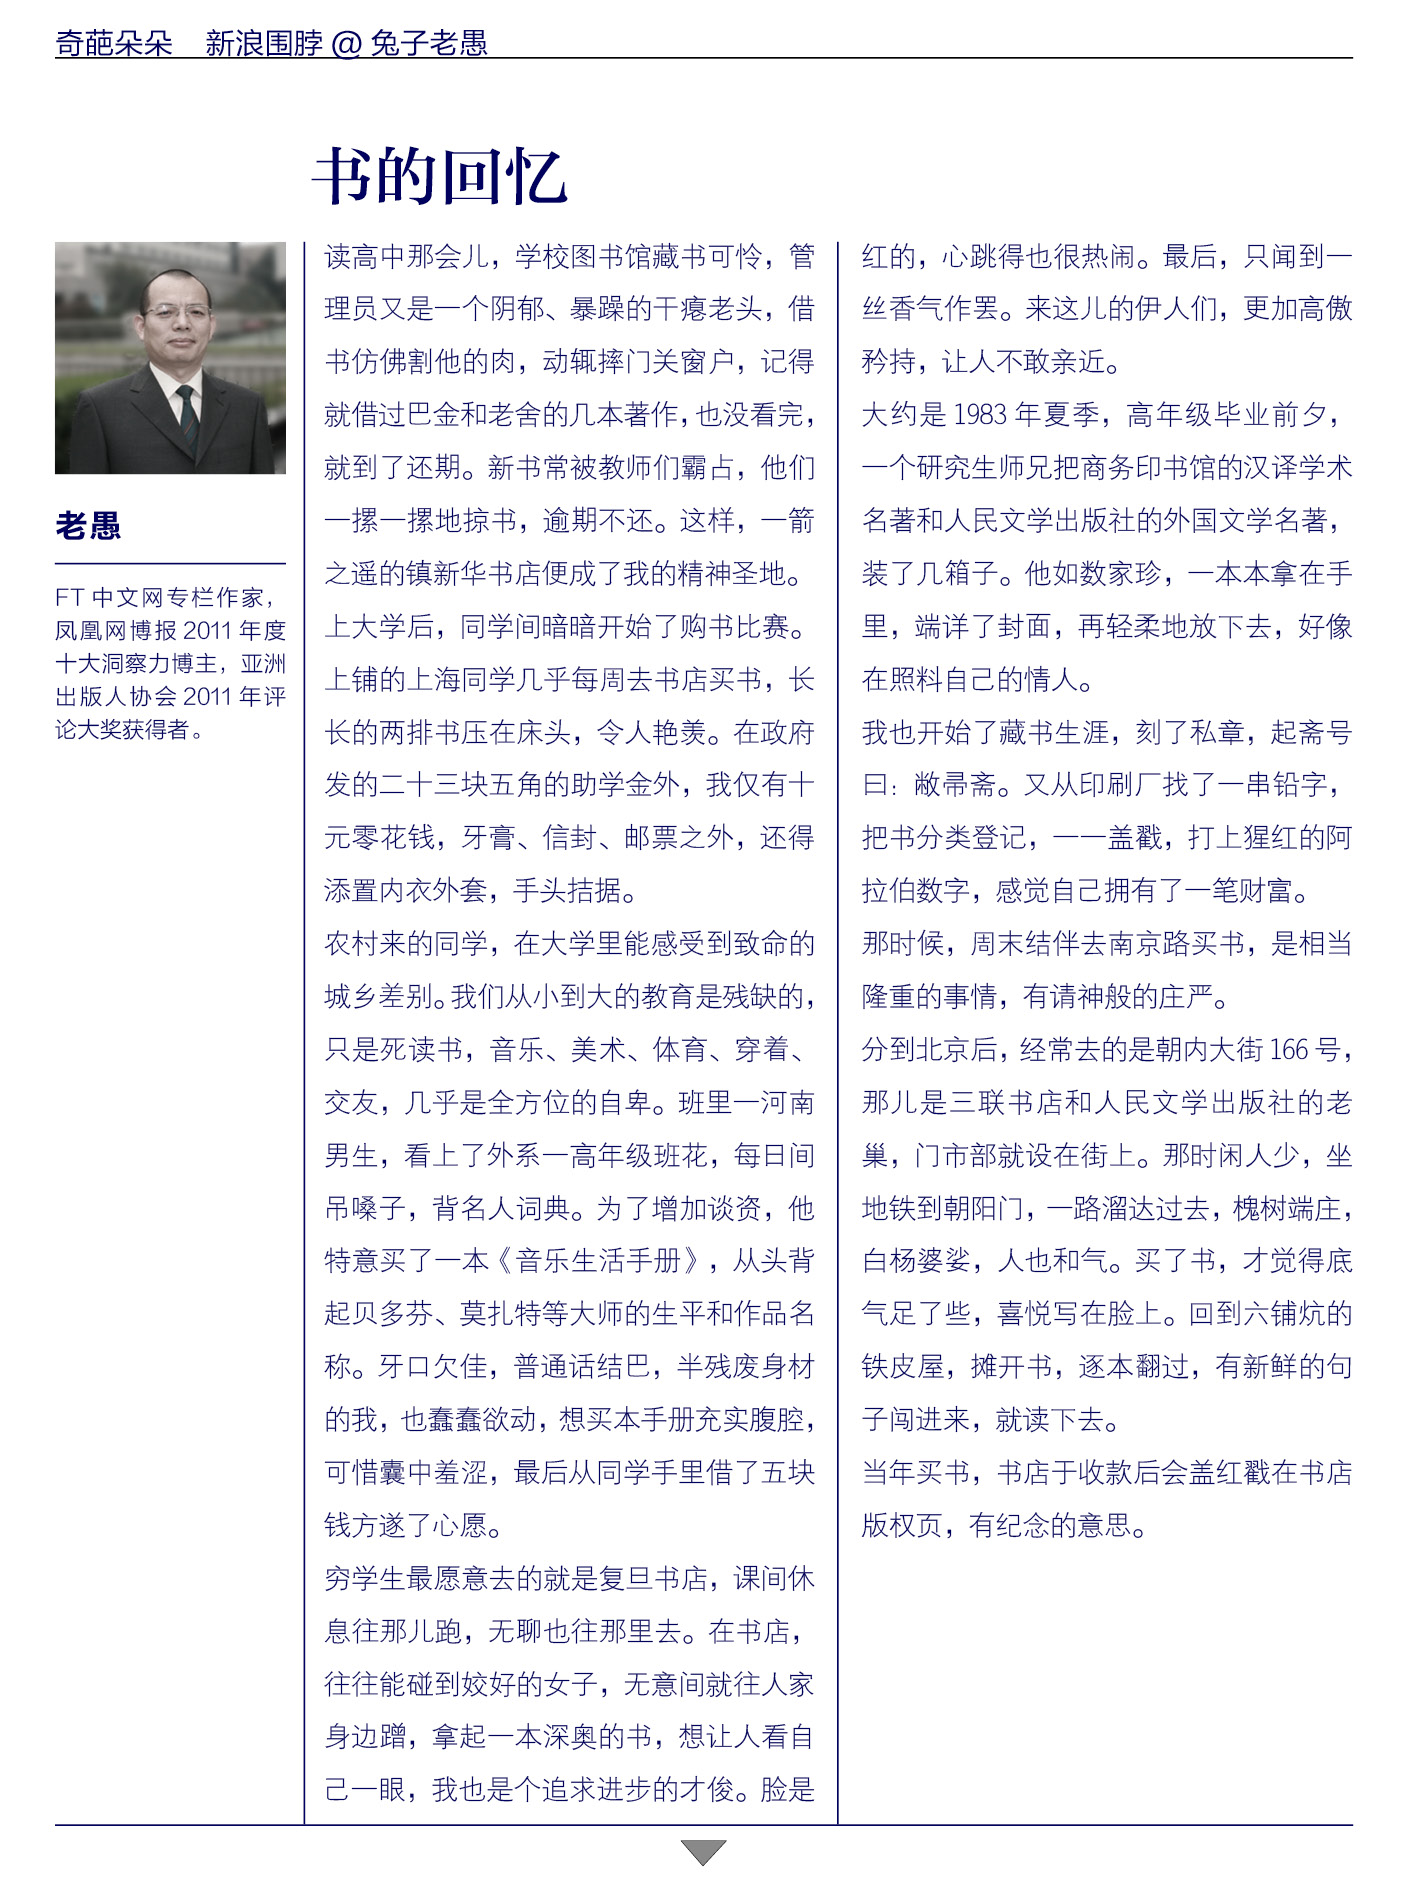 奇葩朵朵 新浪围脖 @ 兔子老愚
书的回忆
老愚
FT 中文网专栏作家，
凤凰网博报 2011 年度
十大洞察力博主，亚洲
出版人协会 2011 年评
论大奖获得者。
读高中那会儿，学校图书馆藏书可怜，管
理员又是一个阴郁、暴躁的干瘪老头，借
书仿佛割他的肉，动辄摔门关窗户，记得
就借过巴金和老舍的几本著作，也没看完，
就到了还期。新书常被教师们霸占，他们
一摞一摞地掠书，逾期不还。这样，一箭
之遥的镇新华书店便成了我的精神圣地。
上大学后，同学间暗暗开始了购书比赛。
上铺的上海同学几乎每周去书店买书，长
长的两排书压在床头，令人艳羡。在政府
发的二十三块五角的助学金外，我仅有十
元零花钱，牙膏、信封、邮票之外，还得
添置内衣外套，手头拮据。
农村来的同学，在大学里能感受到致命的
城乡差别。我们从小到大的教育是残缺的，
只是死读书，音乐、美术、体育、穿着、
交友，几乎是全方位的自卑。班里一河南
男生，看上了外系一高年级班花，每日间
吊嗓子，背名人词典。为了增加谈资，他
特意买了一本《音乐生活手册》，从头背
起贝多芬、莫扎特等大师的生平和作品名
称。牙口欠佳，普通话结巴，半残废身材
的我，也蠢蠢欲动，想买本手册充实腹腔，
可惜囊中羞涩，最后从同学手里借了五块
钱方遂了心愿。
穷学生最愿意去的就是复旦书店，课间休
息往那儿跑，无聊也往那里去。在书店，
往往能碰到姣好的女子，无意间就往人家
身边蹭，拿起一本深奥的书，想让人看自
己一眼，我也是个追求进步的才俊。脸是
红的，心跳得也很热闹。最后，只闻到一
丝香气作罢。来这儿的伊人们，更加高傲
矜持，让人不敢亲近。
大约是 1983 年夏季，高年级毕业前夕，
一个研究生师兄把商务印书馆的汉译学术
名著和人民文学出版社的外国文学名著，
装了几箱子。他如数家珍，一本本拿在手
里，端详了封面，再轻柔地放下去，好像
在照料自己的情人。
我也开始了藏书生涯，刻了私章，起斋号
曰：敝帚斋。又从印刷厂找了一串铅字，
把书分类登记，一一盖戳，打上猩红的阿
拉伯数字，感觉自己拥有了一笔财富。
那时候，周末结伴去南京路买书，是相当
隆重的事情，有请神般的庄严。
分到北京后，经常去的是朝内大街 166 号，
那儿是三联书店和人民文学出版社的老
巢，门市部就设在街上。那时闲人少，坐
地铁到朝阳门，一路溜达过去，槐树端庄，
白杨婆娑，人也和气。买了书，才觉得底
气足了些，喜悦写在脸上。回到六铺炕的
铁皮屋，摊开书，逐本翻过，有新鲜的句
子闯进来，就读下去。
当年买书，书店于收款后会盖红戳在书店
版权页，有纪念的意思。